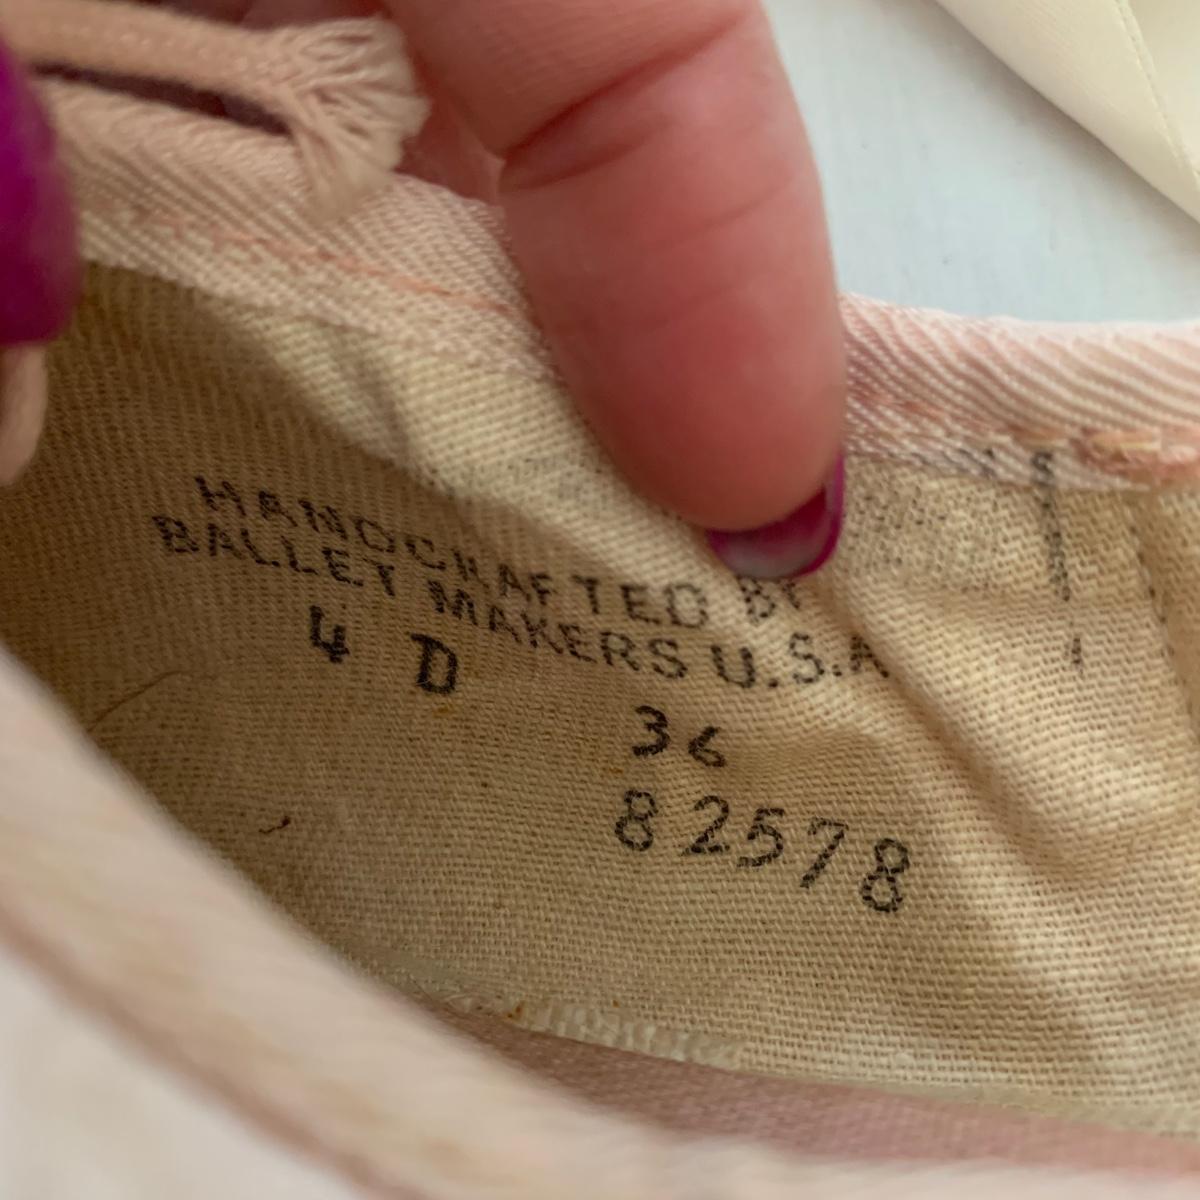 HANDCRAFTED BY
BALLET MAKERS U.S.A
4 D
36
82578